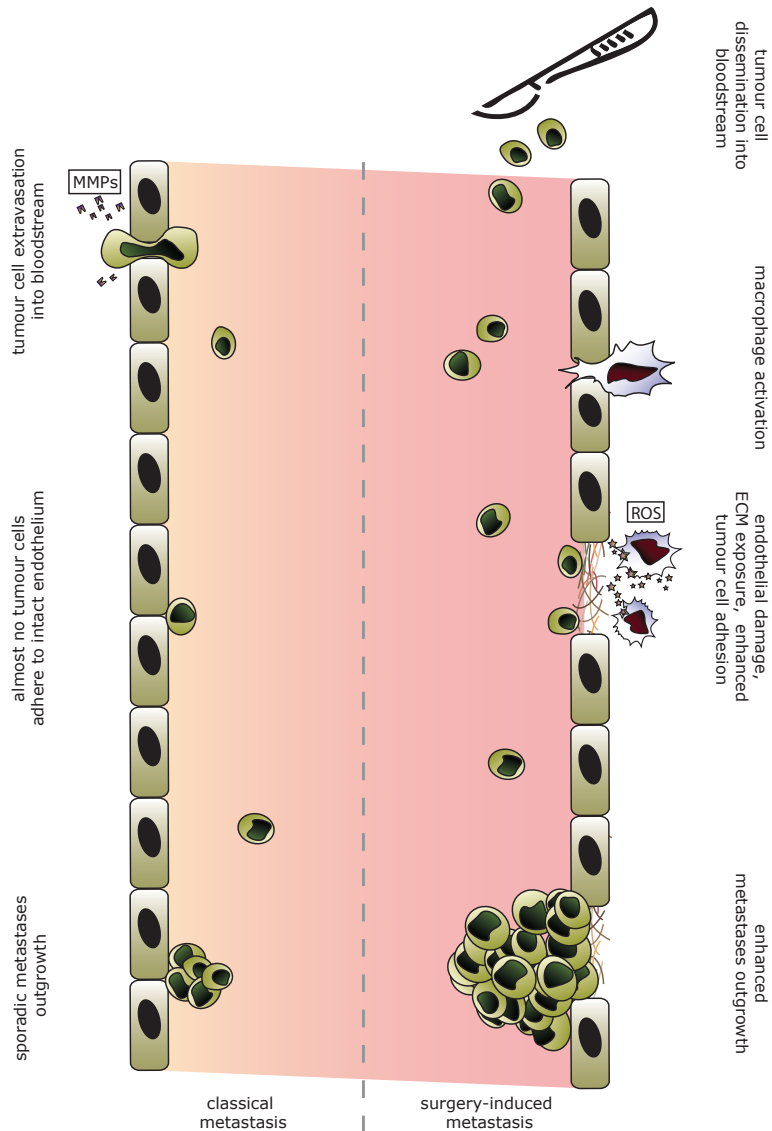 tumour cell
dissemination into
bloodstream
macrophage activation
endothelial damage,
ECM exposure, enhanced
tumour cell adhesion
enhanced
metastases outgrowth
ROS
MMPs
tumour cell extravasation
into bloodstream
almost no tumour cells
adhere to intact endothelium
sporadic metastases
outgrowth
classical
metastasis
surgery-induced
metastasis